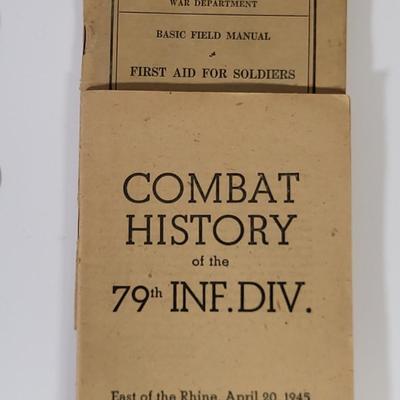 WAR DEPARTMENT
BASIC FIELD MANUAL
FIRST AID FOR SOLDIERS
COMBAT
HISTORY
of the
79th INF. DIV.
East of the Rhine, April 20, 1945